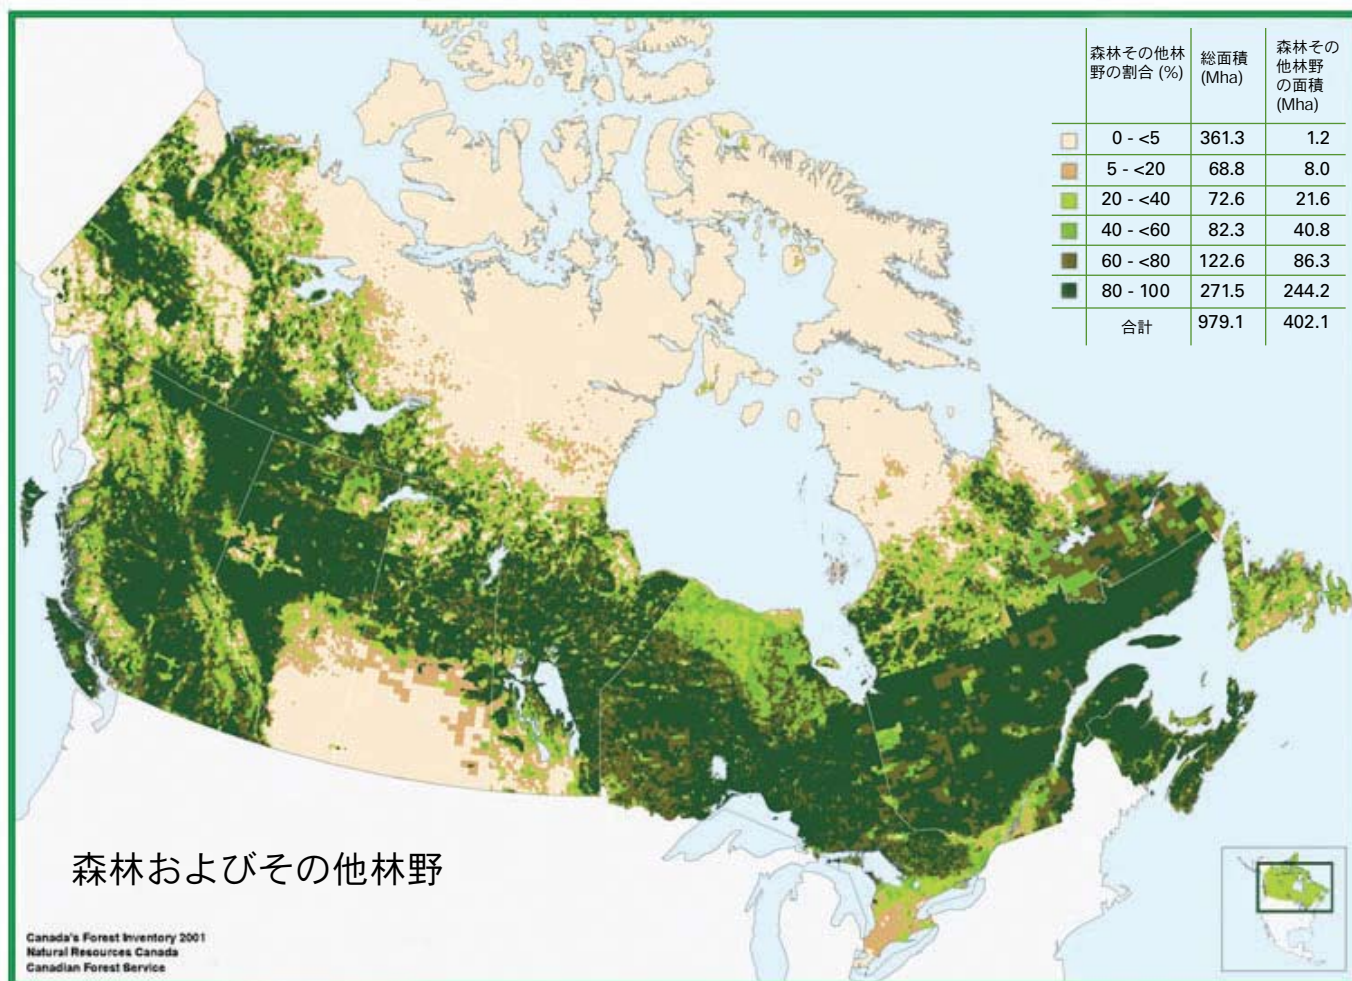 森林その他林 総面積 森林その
野の割合 (%) (Mha) 他林野
の面積
(Mha)
0 - <5 361.3 1.2
5 - <20 68.8 8.0
20 - <40 72.6 21.6
40 - <60 82.3 40.8
60 - <80 122.6 86.3
80 - 100 271.5 244.2
合計 979.1 402.1
森林およびその他林野
Canada's Forest Inventory 2001
Natural Resources Canada
Canadian Forest Service